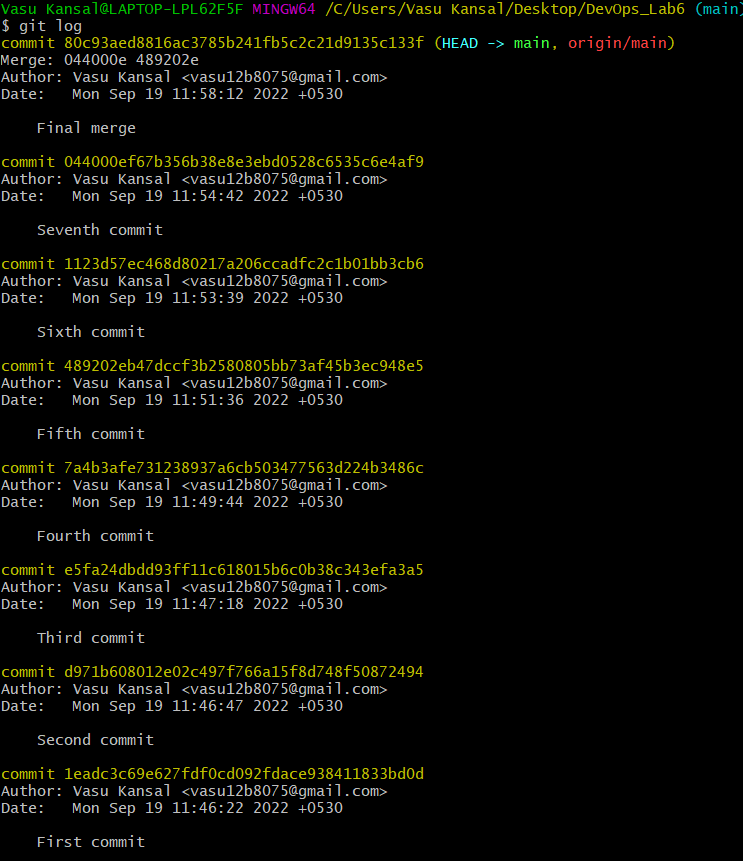 Vasu Kansal@LAPTOP-LPL62F5F MINGW64 /C/Users/Vasu Kansal/Desktop/DevOps_Lab6 (main)
$ git log
commit 80c93aed8816ac3785b241fb5c2c21d9135c133f (HEAD -> main, origin/main)
Merge: 044000e 489202e
Author: Vasu Kansal <vasu12b8075@gmail.com>
Date:   Mon Sep 19 11:58:12 2022 +0530
    Final merge
commit 044000ef67b356b38e8e3ebd0528c6535c6e4af9
Author: Vasu Kansal <vasu12b8075@gmail.com>
Date:   Mon Sep 19 11:54:42 2022 +0530
    Seventh commit
commit 1123d57ec468d80217a206ccadfc2c1b01bb3cb6
Author: Vasu Kansal <vasu12b8075@gmail.com>
Date:   Mon Sep 19 11:53:39 2022 +0530
    Sixth commit
commit 489202eb47dccf3b2580805bb73af45b3ec948e5
Author: Vasu Kansal <vasu12b8075@gmail.com>
Date:   Mon Sep 19 11:51:36 2022 +0530
    Fifth commit
commit 7a4b3afe731238937a6cb503477563d224b3486c
Author: Vasu Kansal <vasu12b8075@gmail.com>
Date:   Mon Sep 19 11:49:44 2022 +0530
    Fourth commit
commit e5fa24dbdd93ff11c618015b6c0b38c343efa3a5
Author: Vasu Kansal <vasu12b8075@gmail.com>
Date:   Mon Sep 19 11:47:18 2022 +0530
    Third commit
commit d971b608012e02c497f766a15f8d748f50872494
Author: Vasu Kansal <vasu12b8075@gmail.com>
Date:   Mon Sep 19 11:46:47 2022 +0530
    Second commit
commit 1eadc3c69e627fdf0cd092fdace938411833bd0d
Author: Vasu Kansal <vasu12b8075@gmail.com>
Date:   Mon Sep 19 11:46:22 2022 +0530
    First commit